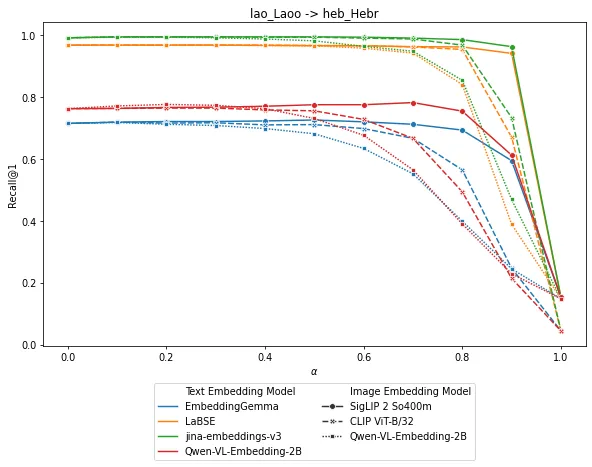 lao_Laoo -> heb_Hebr
Recall@1
1.0
0.8
0.6
0.4
0.2
0.0
0.0 0.2 0.4 0.6 0.8 1.0
α
Text Embedding Model
EmbeddingGemma
LaBSE
jina-embeddings-v3
Qwen-VL-Embedding-2B
Image Embedding Model
SigLIP 2 So400m
CLIP ViT-B/32
Qwen-VL-Embedding-2B